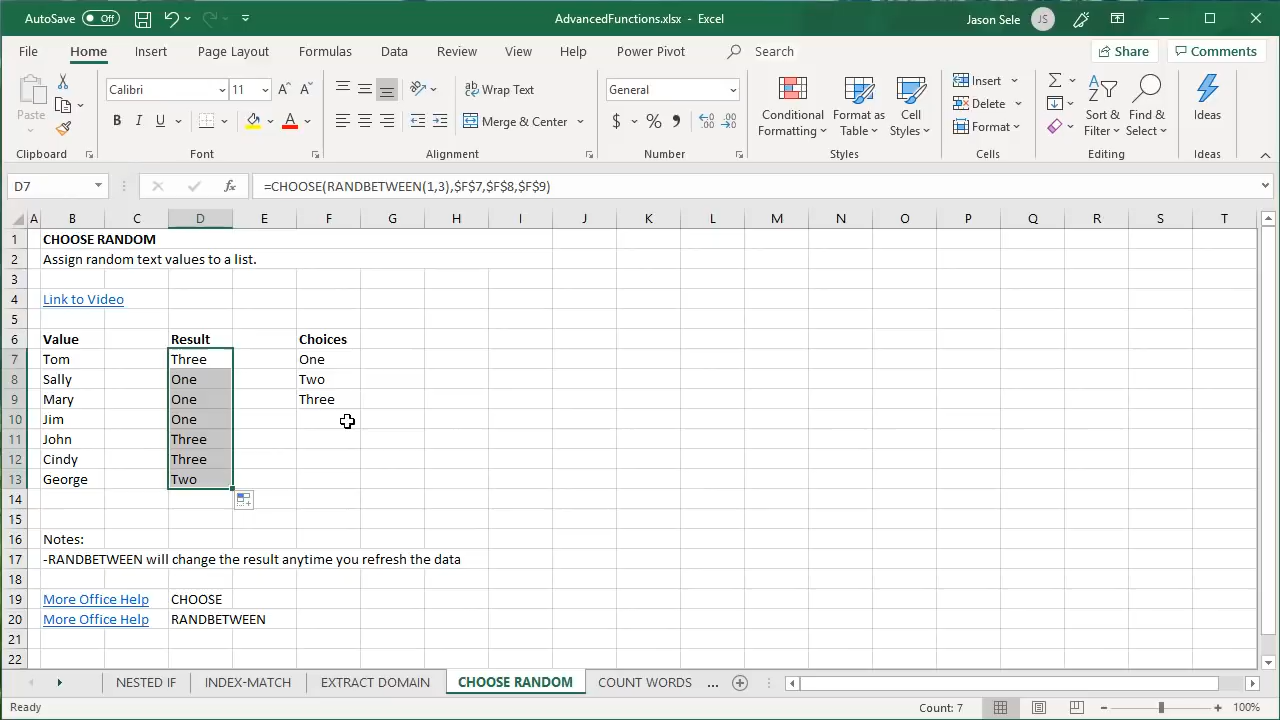 AutoSave Off AdvancedFunctions.xlsx - Excel Jason Sele JS
File Home Insert Page Layout Formulas Data Review View Help Power Pivot Search Share Comments
Paste Calibri 11 A A Wrap Text General Conditional Formatting Format as Table Cell Styles Insert Sort & Filter Find & Select Ideas
B I U A Merge & Center $ % , Delete
Format
Clipboard Font Alignment Number Styles Cells Editing Ideas
D7 fx =CHOOSE(RANDBETWEEN(1,3),$F$7,$F$8,$F$9)
A B C D E F G H I J K L M N O P Q R S T
1 CHOOSE RANDOM
2 Assign random text values to a list.
3
4 Link to Video
5
6 Value Result Choices
7 Tom Three One
8 Sally One Two
9 Mary One Three
10 Jim One
11 John Three
12 Cindy Three
13 George Two
14
15
16 Notes:
17 -RANDBETWEEN will change the result anytime you refresh the data
18
19 More Office Help CHOOSE
20 More Office Help RANDBETWEEN
21
22
NESTED IF INDEX-MATCH EXTRACT DOMAIN CHOOSE RANDOM COUNT WORDS ...
Ready Count: 7 100%